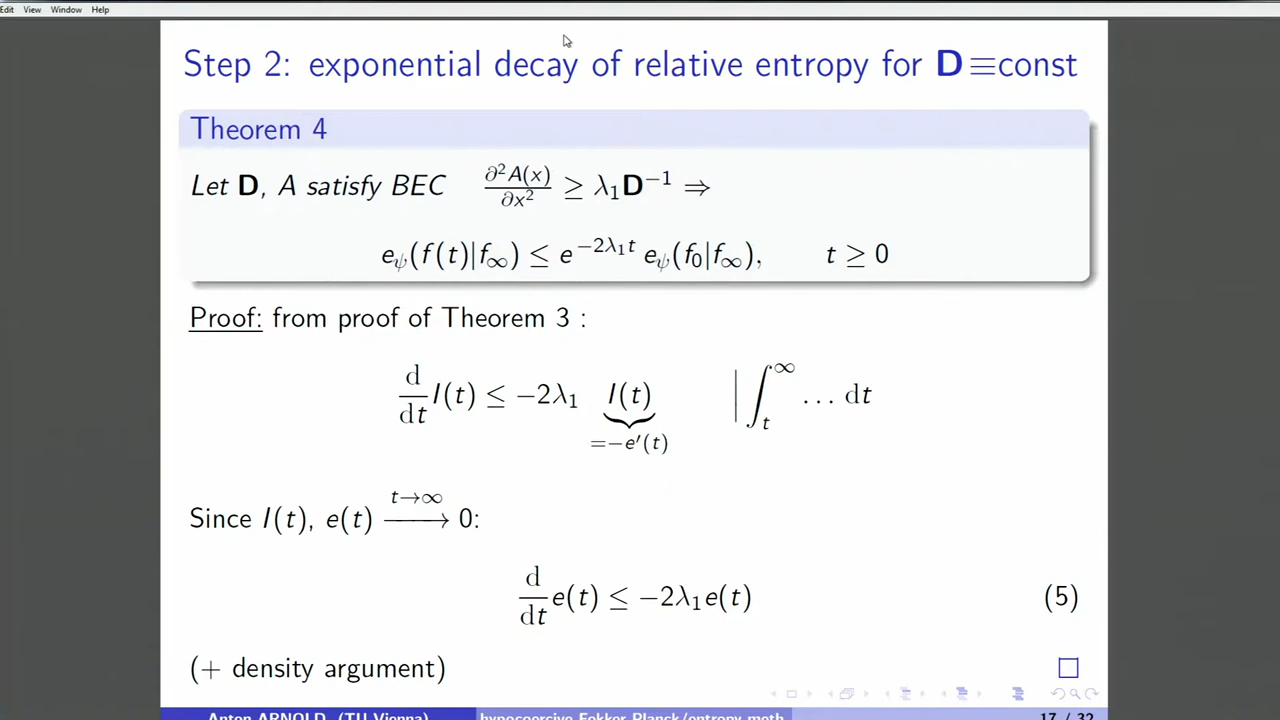 Edit View Window Help
Step 2: exponential decay of relative entropy for D≡const
Theorem 4
Let D, A satisfy BEC ∂²A(x)/∂x² ≥ λ₁D⁻¹ ⇒
e_ψ(f(t)|f_∞) ≤ e^{−2λ₁t} e_ψ(f₀|f_∞), t ≥ 0
Proof: from proof of Theorem 3 :
d/dt I(t) ≤ −2λ₁ I(t) | ∫_t^∞ … dt
=−e′(t)
t→∞
Since I(t), e(t) ⟶ 0:
d/dt e(t) ≤ −2λ₁e(t) (5)
(+ density argument) □
Anton ARNOLD (TU Vienna) hypocoercive Fokker Planck/entropy meth 17 / 32